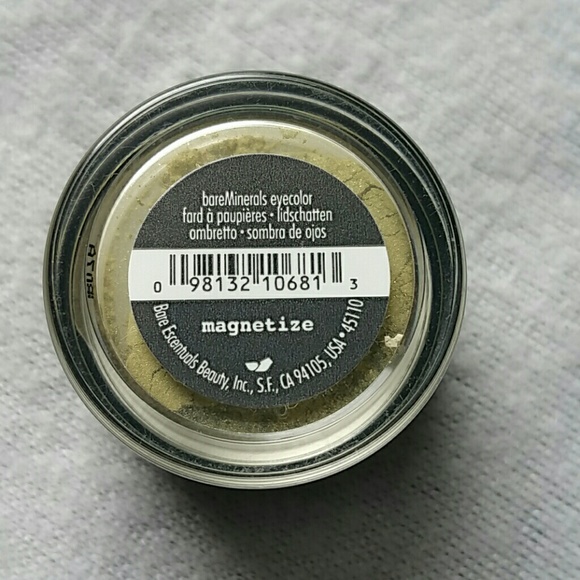 bareMinerals eyecolor
fard à paupières • lidschatten
ombretto • sombra de ojos
0 98132 10681 3
magnetize
Bare Escentuals Beauty, Inc., S.F., CA 94105, USA • 45110